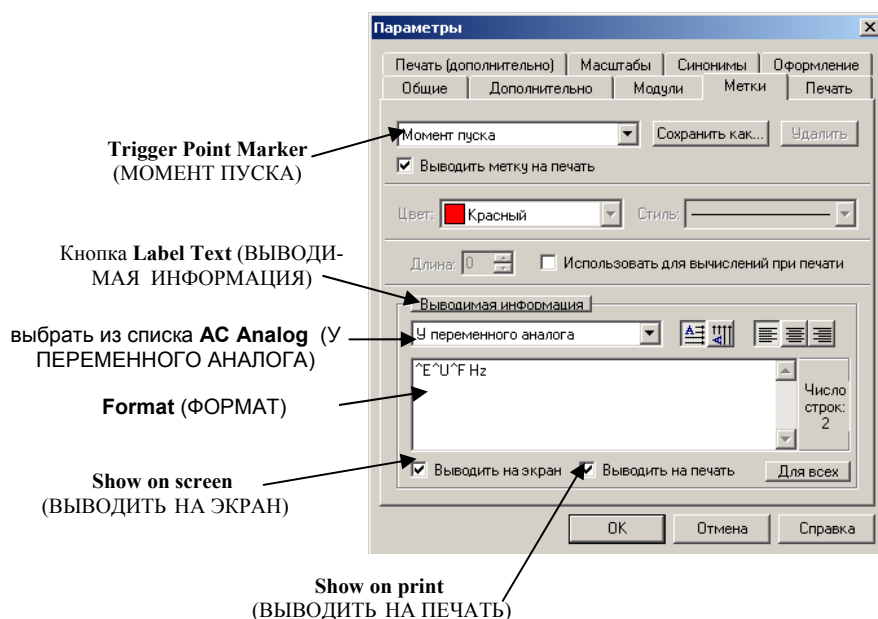 Параметры
Печать (дополнительно) Масштабы Синонимы Оформление
Общие Дополнительно Модули Метки Печать
Trigger Point Marker
(МОМЕНТ ПУСКА)
Момент пуска Сохранить как... Удалить
Выводить метку на печать
Цвет: Красный Стиль:
Кнопка Label Text (ВЫВОДИ-
МАЯ ИНФОРМАЦИЯ)
Длина: 0 Использовать для вычислений при печати
Выводимая информация
выбрать из списка AC Analog (У
ПЕРЕМЕННОГО АНАЛОГА)
У переменного аналога
^E^U^F Hz
Число
строк:
2
Format (ФОРМАТ)
Show on screen
(ВЫВОДИТЬ НА ЭКРАН)
Выводить на экран Выводить на печать Для всех
OK Отмена Справка
Show on print
(ВЫВОДИТЬ НА ПЕЧАТЬ)